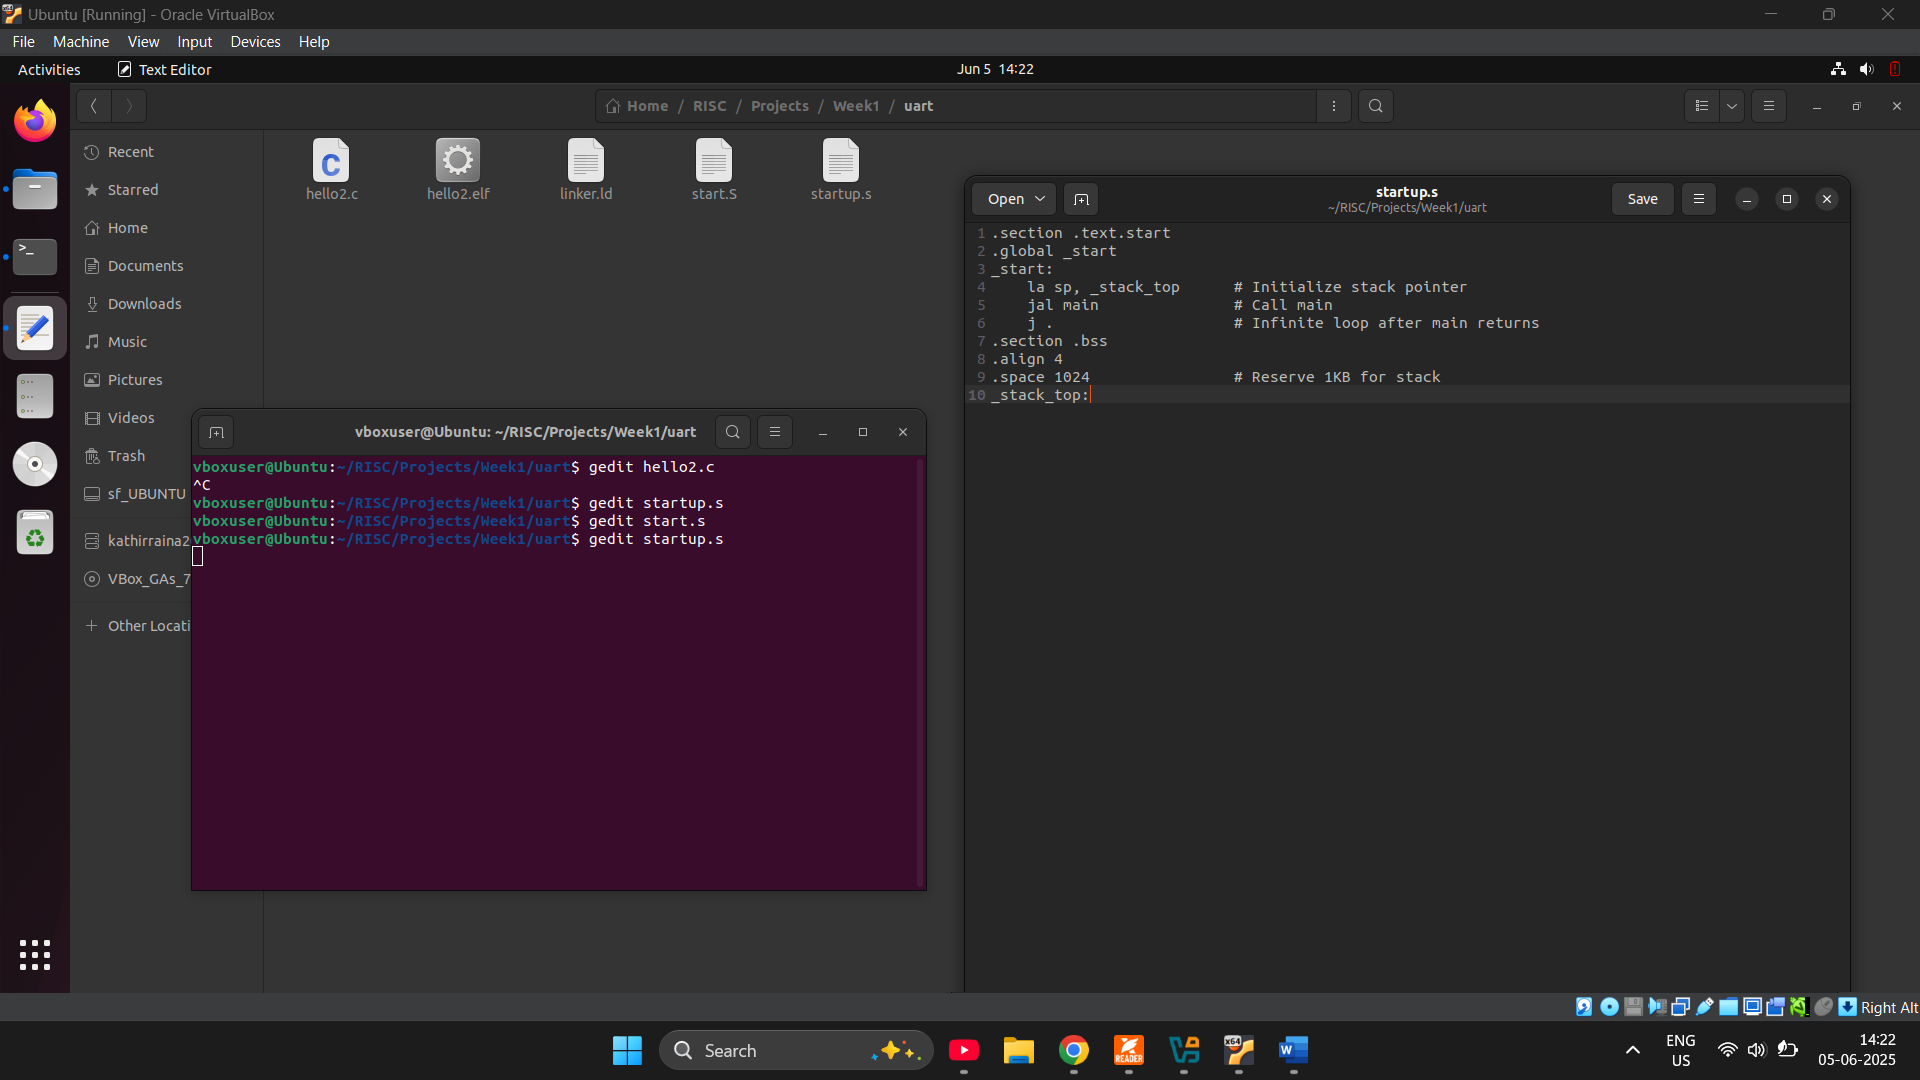 Ubuntu [Running] - Oracle VirtualBox
File Machine View Input Devices Help
Activities Text Editor Jun 5 14:22
Home / RISC / Projects / Week1 / uart
Recent
Starred
Home
Documents
Downloads
Music
Pictures
Videos
Trash
sf_UBUNTU
kathirraina2
VBox_GAs_7
Other Locati
hello2.c hello2.elf linker.ld start.S startup.s
vboxuser@Ubuntu: ~/RISC/Projects/Week1/uart
vboxuser@Ubuntu:~/RISC/Projects/Week1/uart$ gedit hello2.c
^C
vboxuser@Ubuntu:~/RISC/Projects/Week1/uart$ gedit startup.s
vboxuser@Ubuntu:~/RISC/Projects/Week1/uart$ gedit start.s
vboxuser@Ubuntu:~/RISC/Projects/Week1/uart$ gedit startup.s
Open startup.s Save
~/RISC/Projects/Week1/uart
1 .section .text.start
2 .global _start
3 _start:
4     la sp, _stack_top      # Initialize stack pointer
5     jal main               # Call main
6     j .                    # Infinite loop after main returns
7 .section .bss
8 .align 4
9 .space 1024                # Reserve 1KB for stack
10 _stack_top:
Right Alt
Search
x64
READER
ENG
US
14:22
05-06-2025